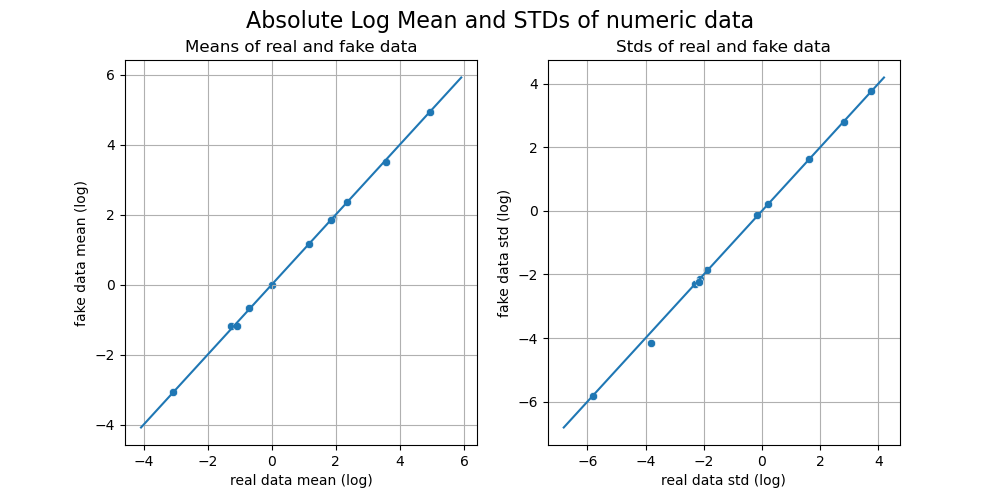 Absolute Log Mean and STDs of numeric data
Means of real and fake data
6
4
2
0
−2
−4
fake data mean (log)
−4 −2 0 2 4 6
real data mean (log)
Stds of real and fake data
4
2
0
−2
−4
−6
fake data std (log)
−6 −4 −2 0 2 4
real data std (log)